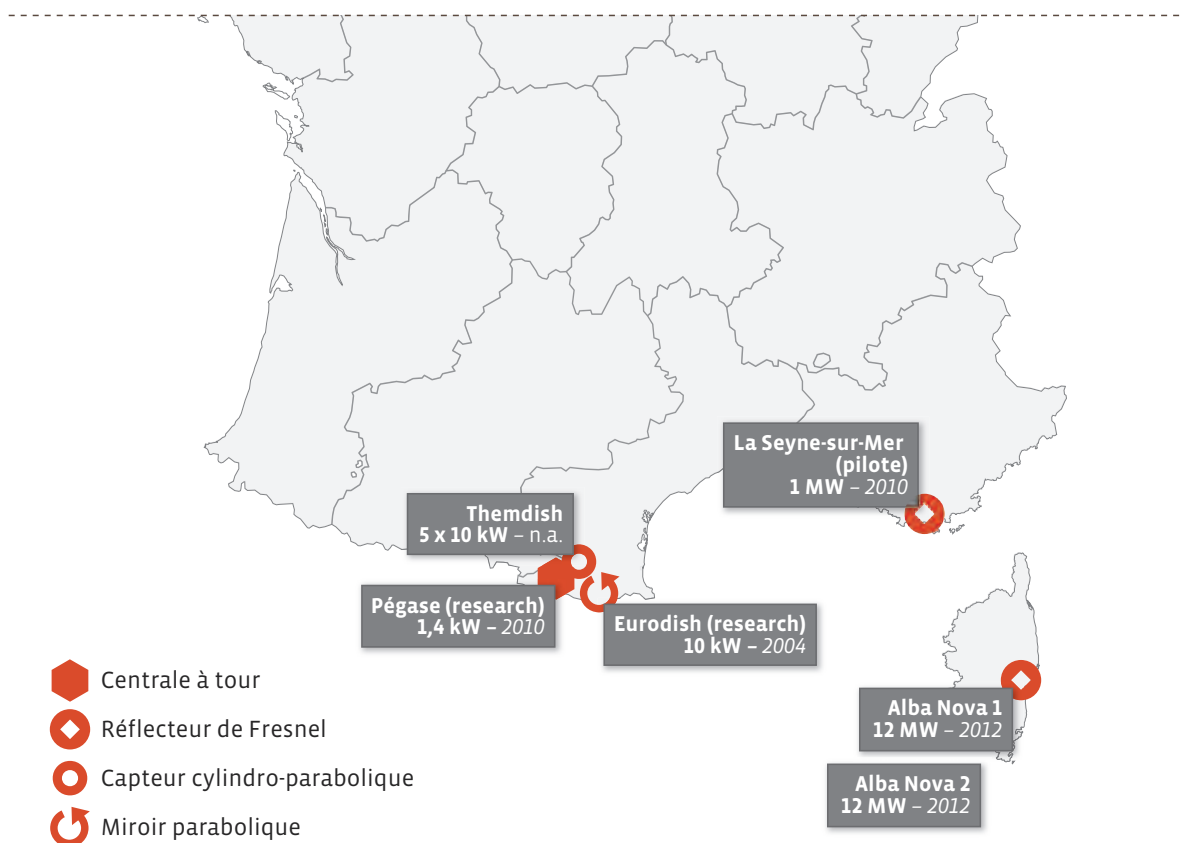 La Seyne-sur-Mer
(pilote)
1 MW – 2010
Themdish
5 x 10 kW – n.a.
Pégase (research)
1,4 kW – 2010
Eurodish (research)
10 kW – 2004
Alba Nova 1
12 MW – 2012
Alba Nova 2
12 MW – 2012
Centrale à tour
Réflecteur de Fresnel
Capteur cylindro-parabolique
Miroir parabolique